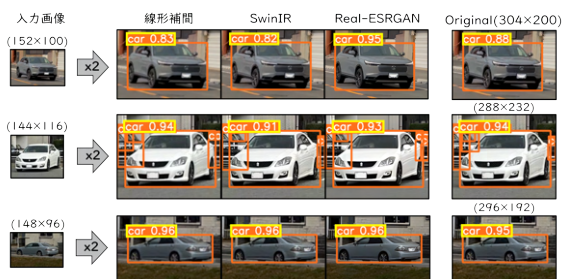 入力画像 線形補間 SwinIR Real-ESRGAN Original(304×200)
(152×100)
x2
car 0.83 car 0.82 car 0.95 car 0.88
(288×232)
(144×116)
x2
car 0.94 car 0.91 car 0.93 car 0.94
(296×192)
(148×96)
x2
car 0.96 car 0.96 car 0.96 car 0.95